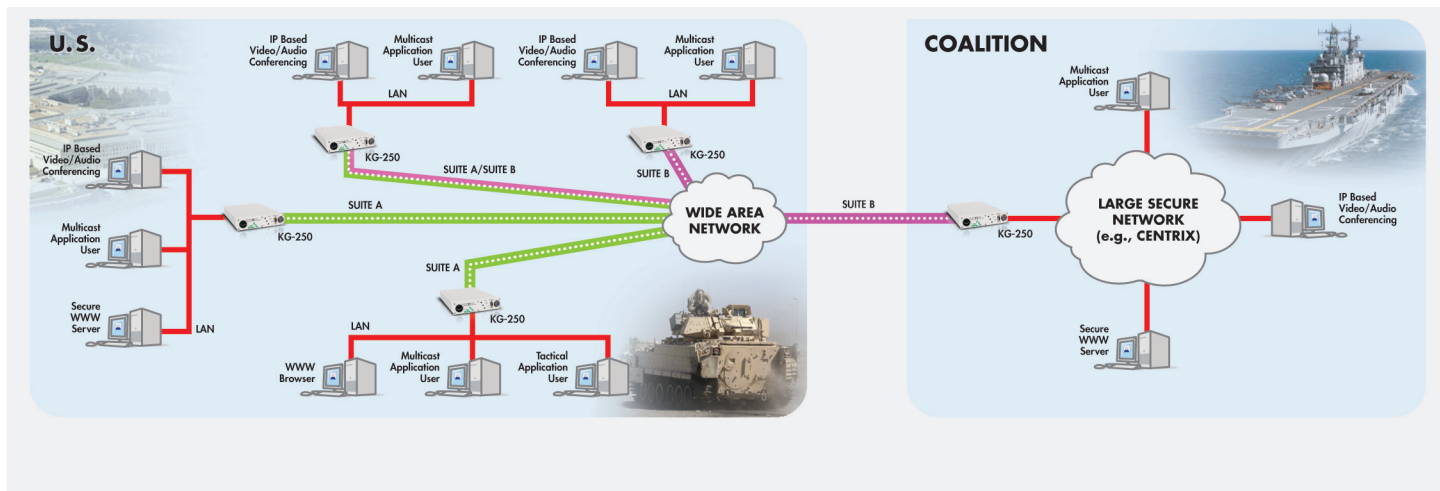 U.S.
IP Based
Video/Audio
Conferencing
Multicast
Application
User
LAN
KG-250
IP Based
Video/Audio
Conferencing
Multicast
Application
User
LAN
KG-250
SUITE A/SUITE B
SUITE B
IP Based
Video/Audio
Conferencing
Multicast
Application
User
Secure
WWW
Server
LAN
KG-250
SUITE A
WIDE AREA
NETWORK
SUITE A
KG-250
LAN
WWW
Browser
Multicast
Application
User
Tactical
Application
User
SUITE B
COALITION
Multicast
Application
User
KG-250
LARGE SECURE
NETWORK
(e.g., CENTRIX)
IP Based
Video/Audio
Conferencing
Secure
WWW
Server